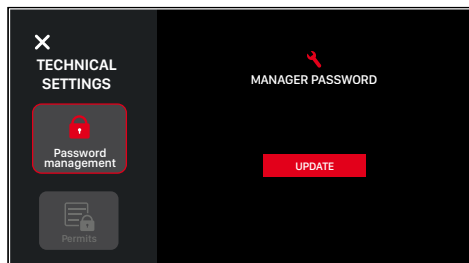 TECHNICAL
SETTINGS
Password
management
Permits
MANAGER PASSWORD
UPDATE